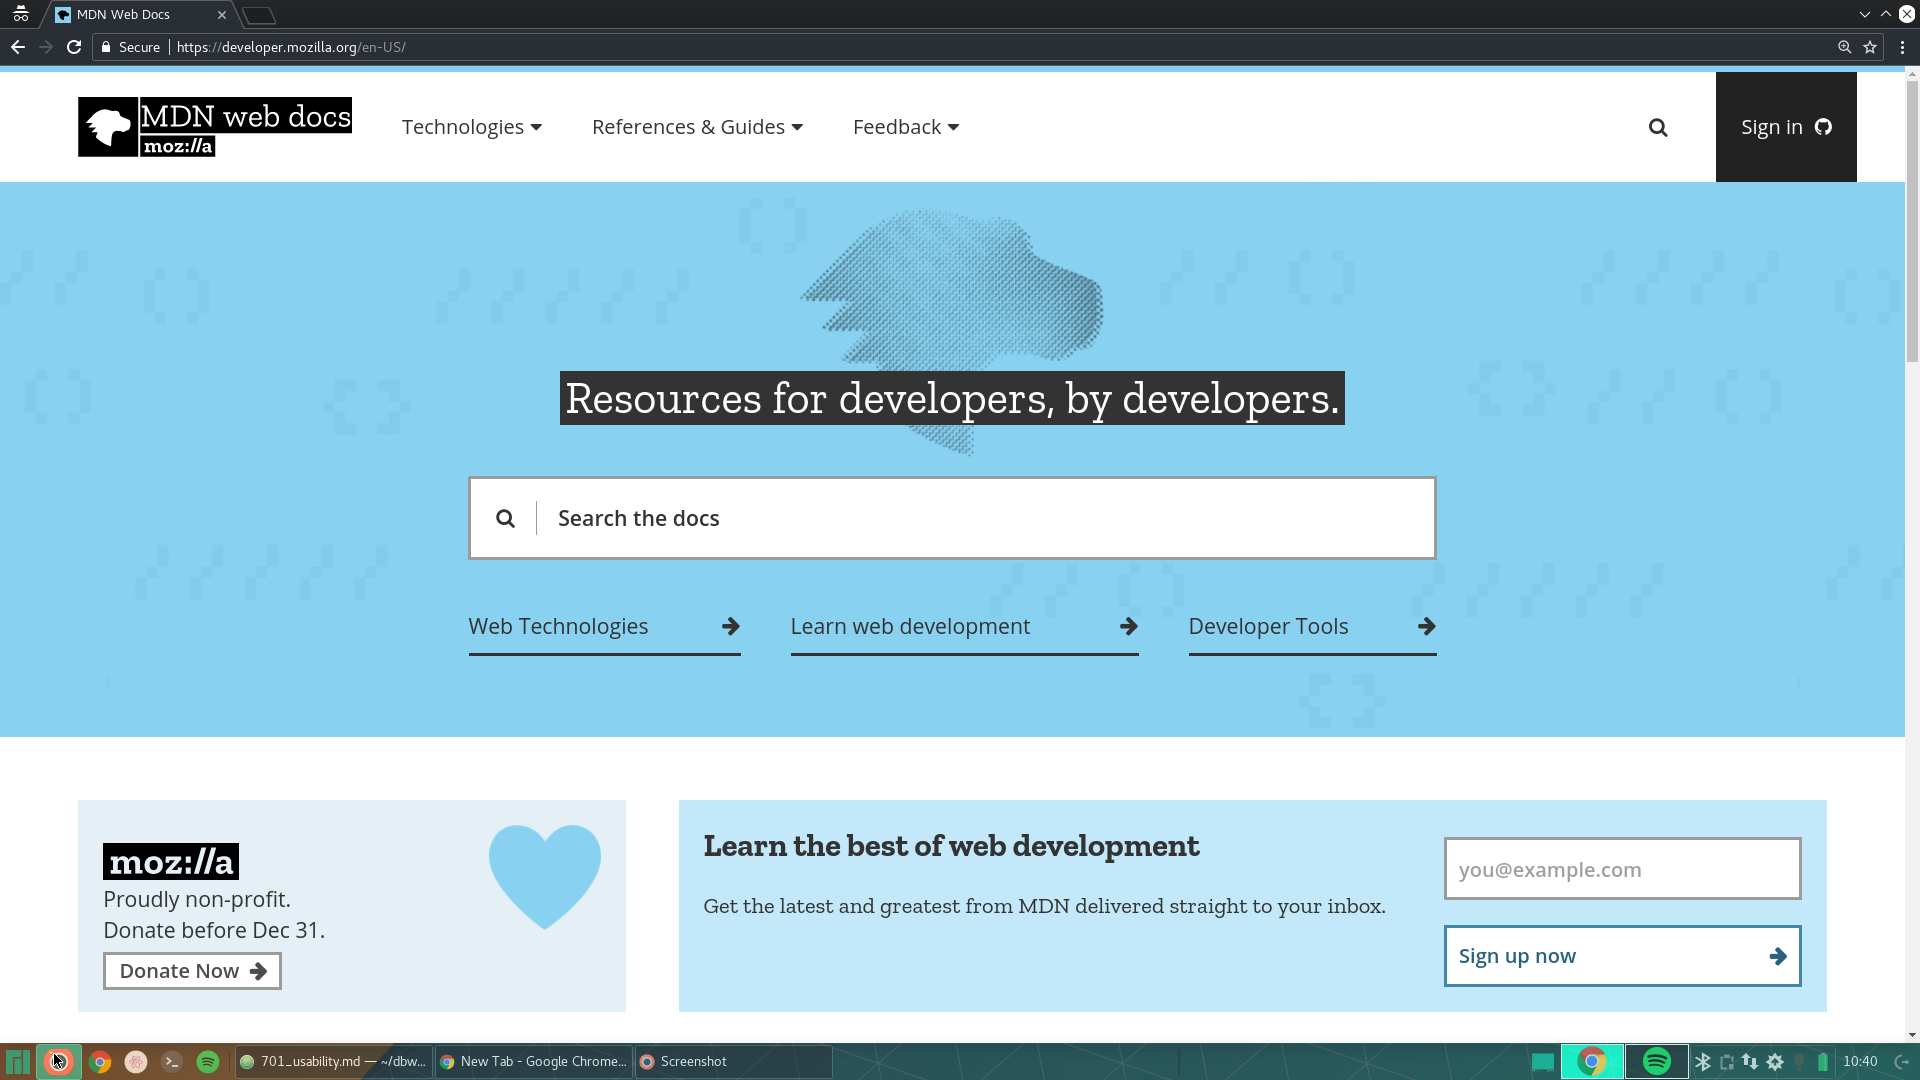 MDN Web Docs
Secure https://developer.mozilla.org/en-US/
MDN web docs
moz://a
Technologies
References & Guides
Feedback
Sign in
Resources for developers, by developers.
Search the docs
Web Technologies
Learn web development
Developer Tools
moz://a
Proudly non-profit.
Donate before Dec 31.
Donate Now
Learn the best of web development
Get the latest and greatest from MDN delivered straight to your inbox.
you@example.com
Sign up now
701_usability.md — ~/dbw...
New Tab - Google Chrome...
Screenshot
10:40